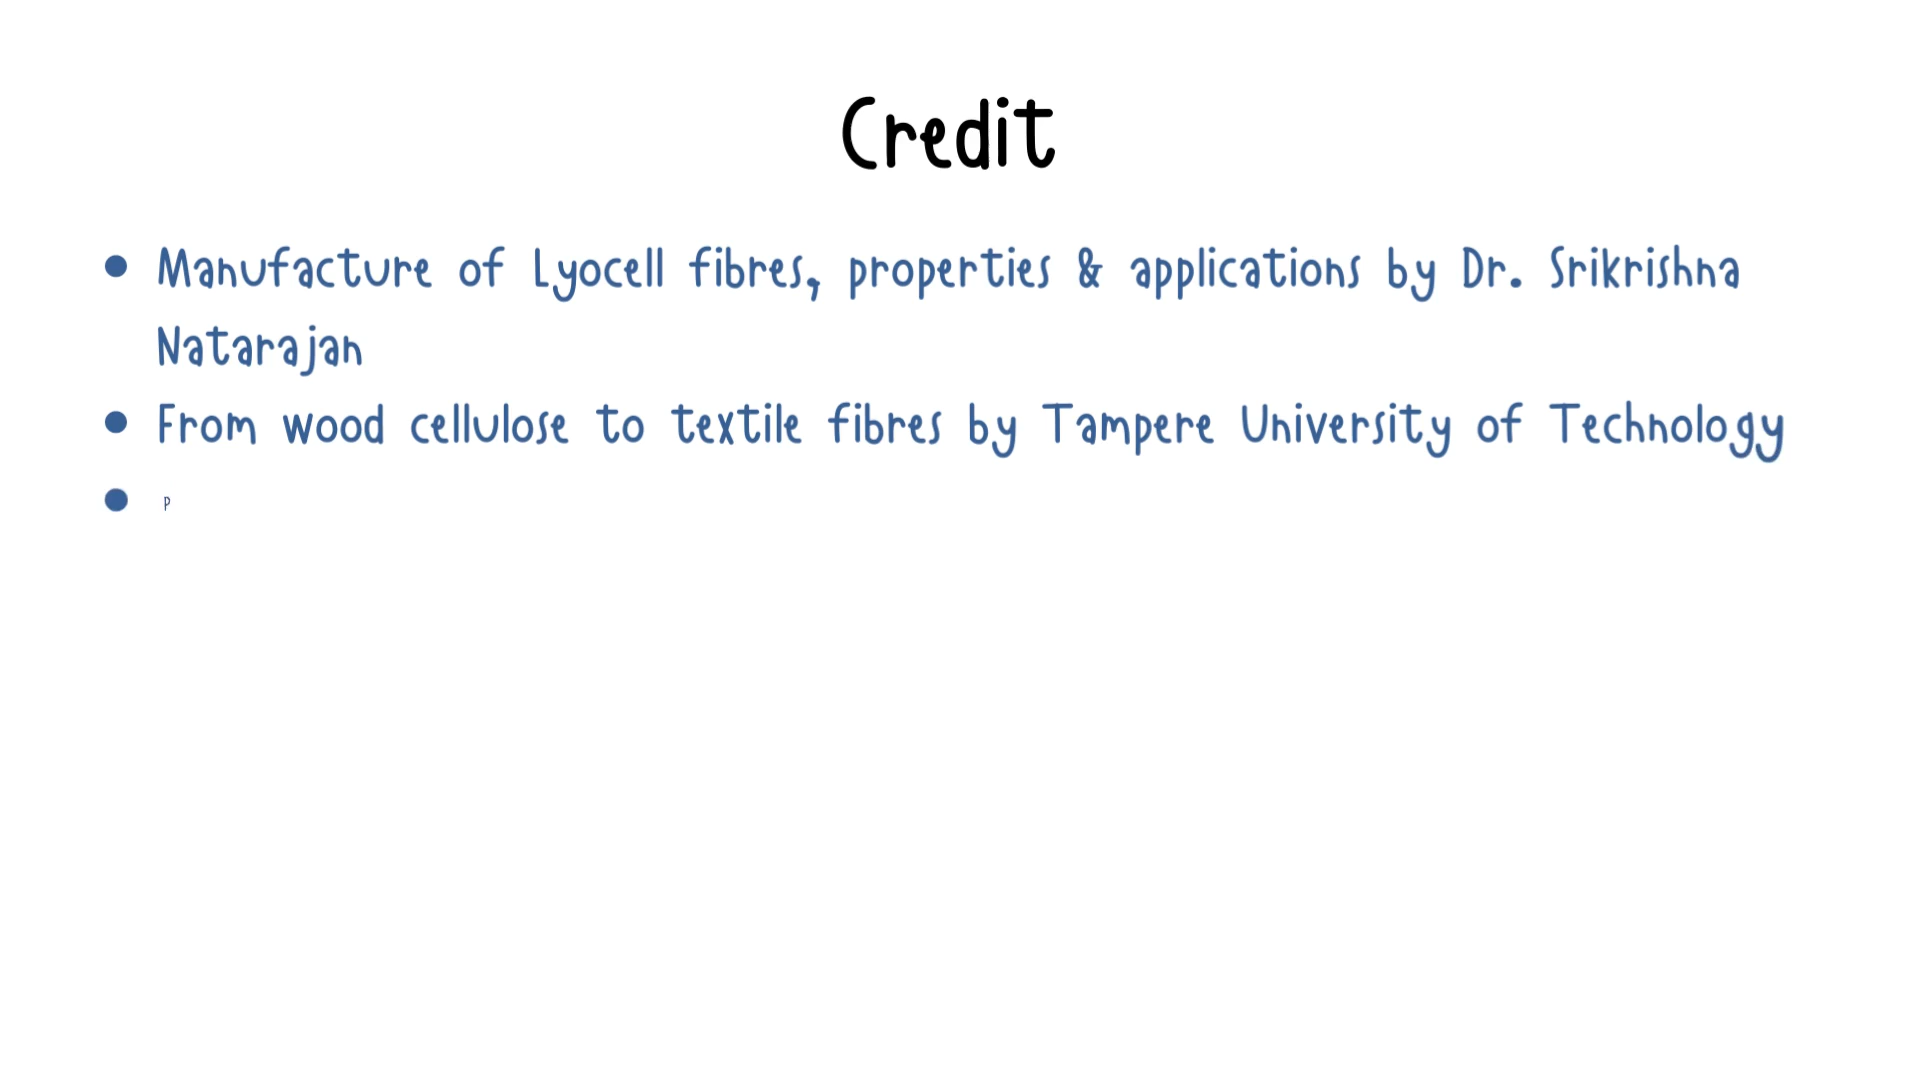 Credit
• Manufacture of Lyocell fibres, properties & applications by Dr. Srikrishna
Natarajan
• From wood cellulose to textile fibres by Tampere University of Technology
• P